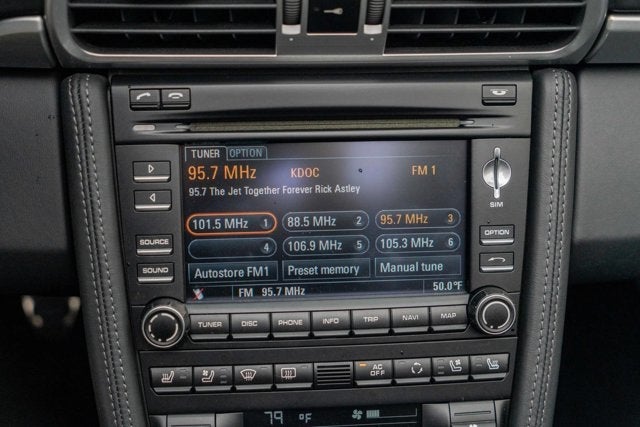 TUNER OPTION
95.7 MHz KDOC FM 1
95.7 The Jet Together Forever Rick Astley
101.5 MHz 1 88.5 MHz 2 95.7 MHz 3
4 106.9 MHz 5 105.3 MHz 6
Autostore FM1 Preset memory Manual tune
FM 95.7 MHz 50.0°F
SIM
OPTION
SOURCE
SOUND
TUNER DISC PHONE INFO TRIP NAVI MAP
AC
OFF
79 °F